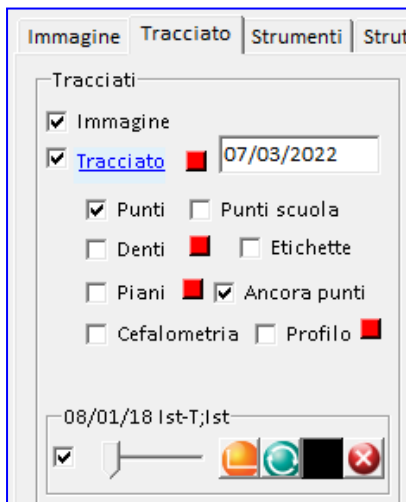 Immagine Tracciato Strumenti Strut
Tracciati
Immagine
Tracciato 07/03/2022
Punti Punti scuola
Denti Etichette
Piani Ancora punti
Cefalometria Profilo
08/01/18 Ist-T;Ist